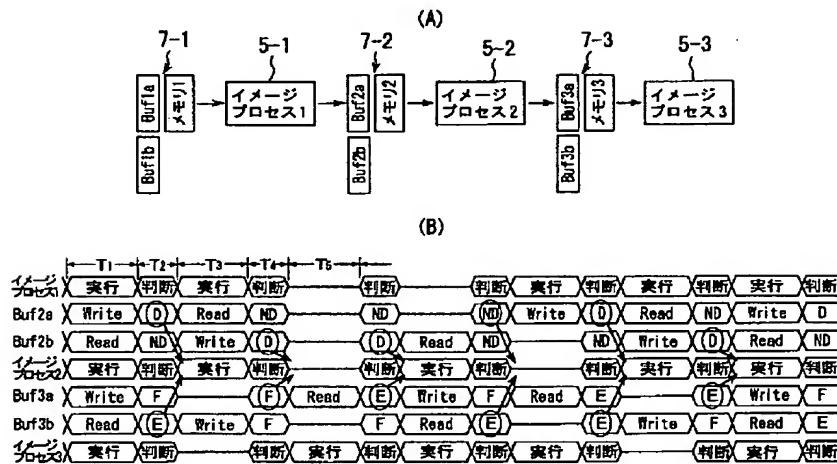 (A)
7-1 5-1 7-2 5-2 7-3 5-3
Buf1a
メモリ1
イメージ
プロセス1
Buf2a
メモリ2
イメージ
プロセス2
Buf3a
メモリ3
イメージ
プロセス3
Buf1b
Buf2b
Buf3b
(B)
T1 T2 T3 T4 T5
イメージ
プロセス1 実行 判断 実行 判断 判断 判断 実行 判断 実行 判断 実行 判断
Buf2a Write D Read ND ND ND Write D Read ND Write D
Buf2b Read ND Write D D Read ND ND Write D Read ND
イメージ
プロセス2 実行 判断 実行 判断 判断 実行 判断 判断 実行 判断 実行 判断
Buf3a Write F F Read E Write F Read E E Write F
Buf3b Read E Write F F Read E E Write F Read E
イメージ
プロセス3 実行 判断 判断 実行 判断 実行 判断 実行 判断 判断 実行 判断